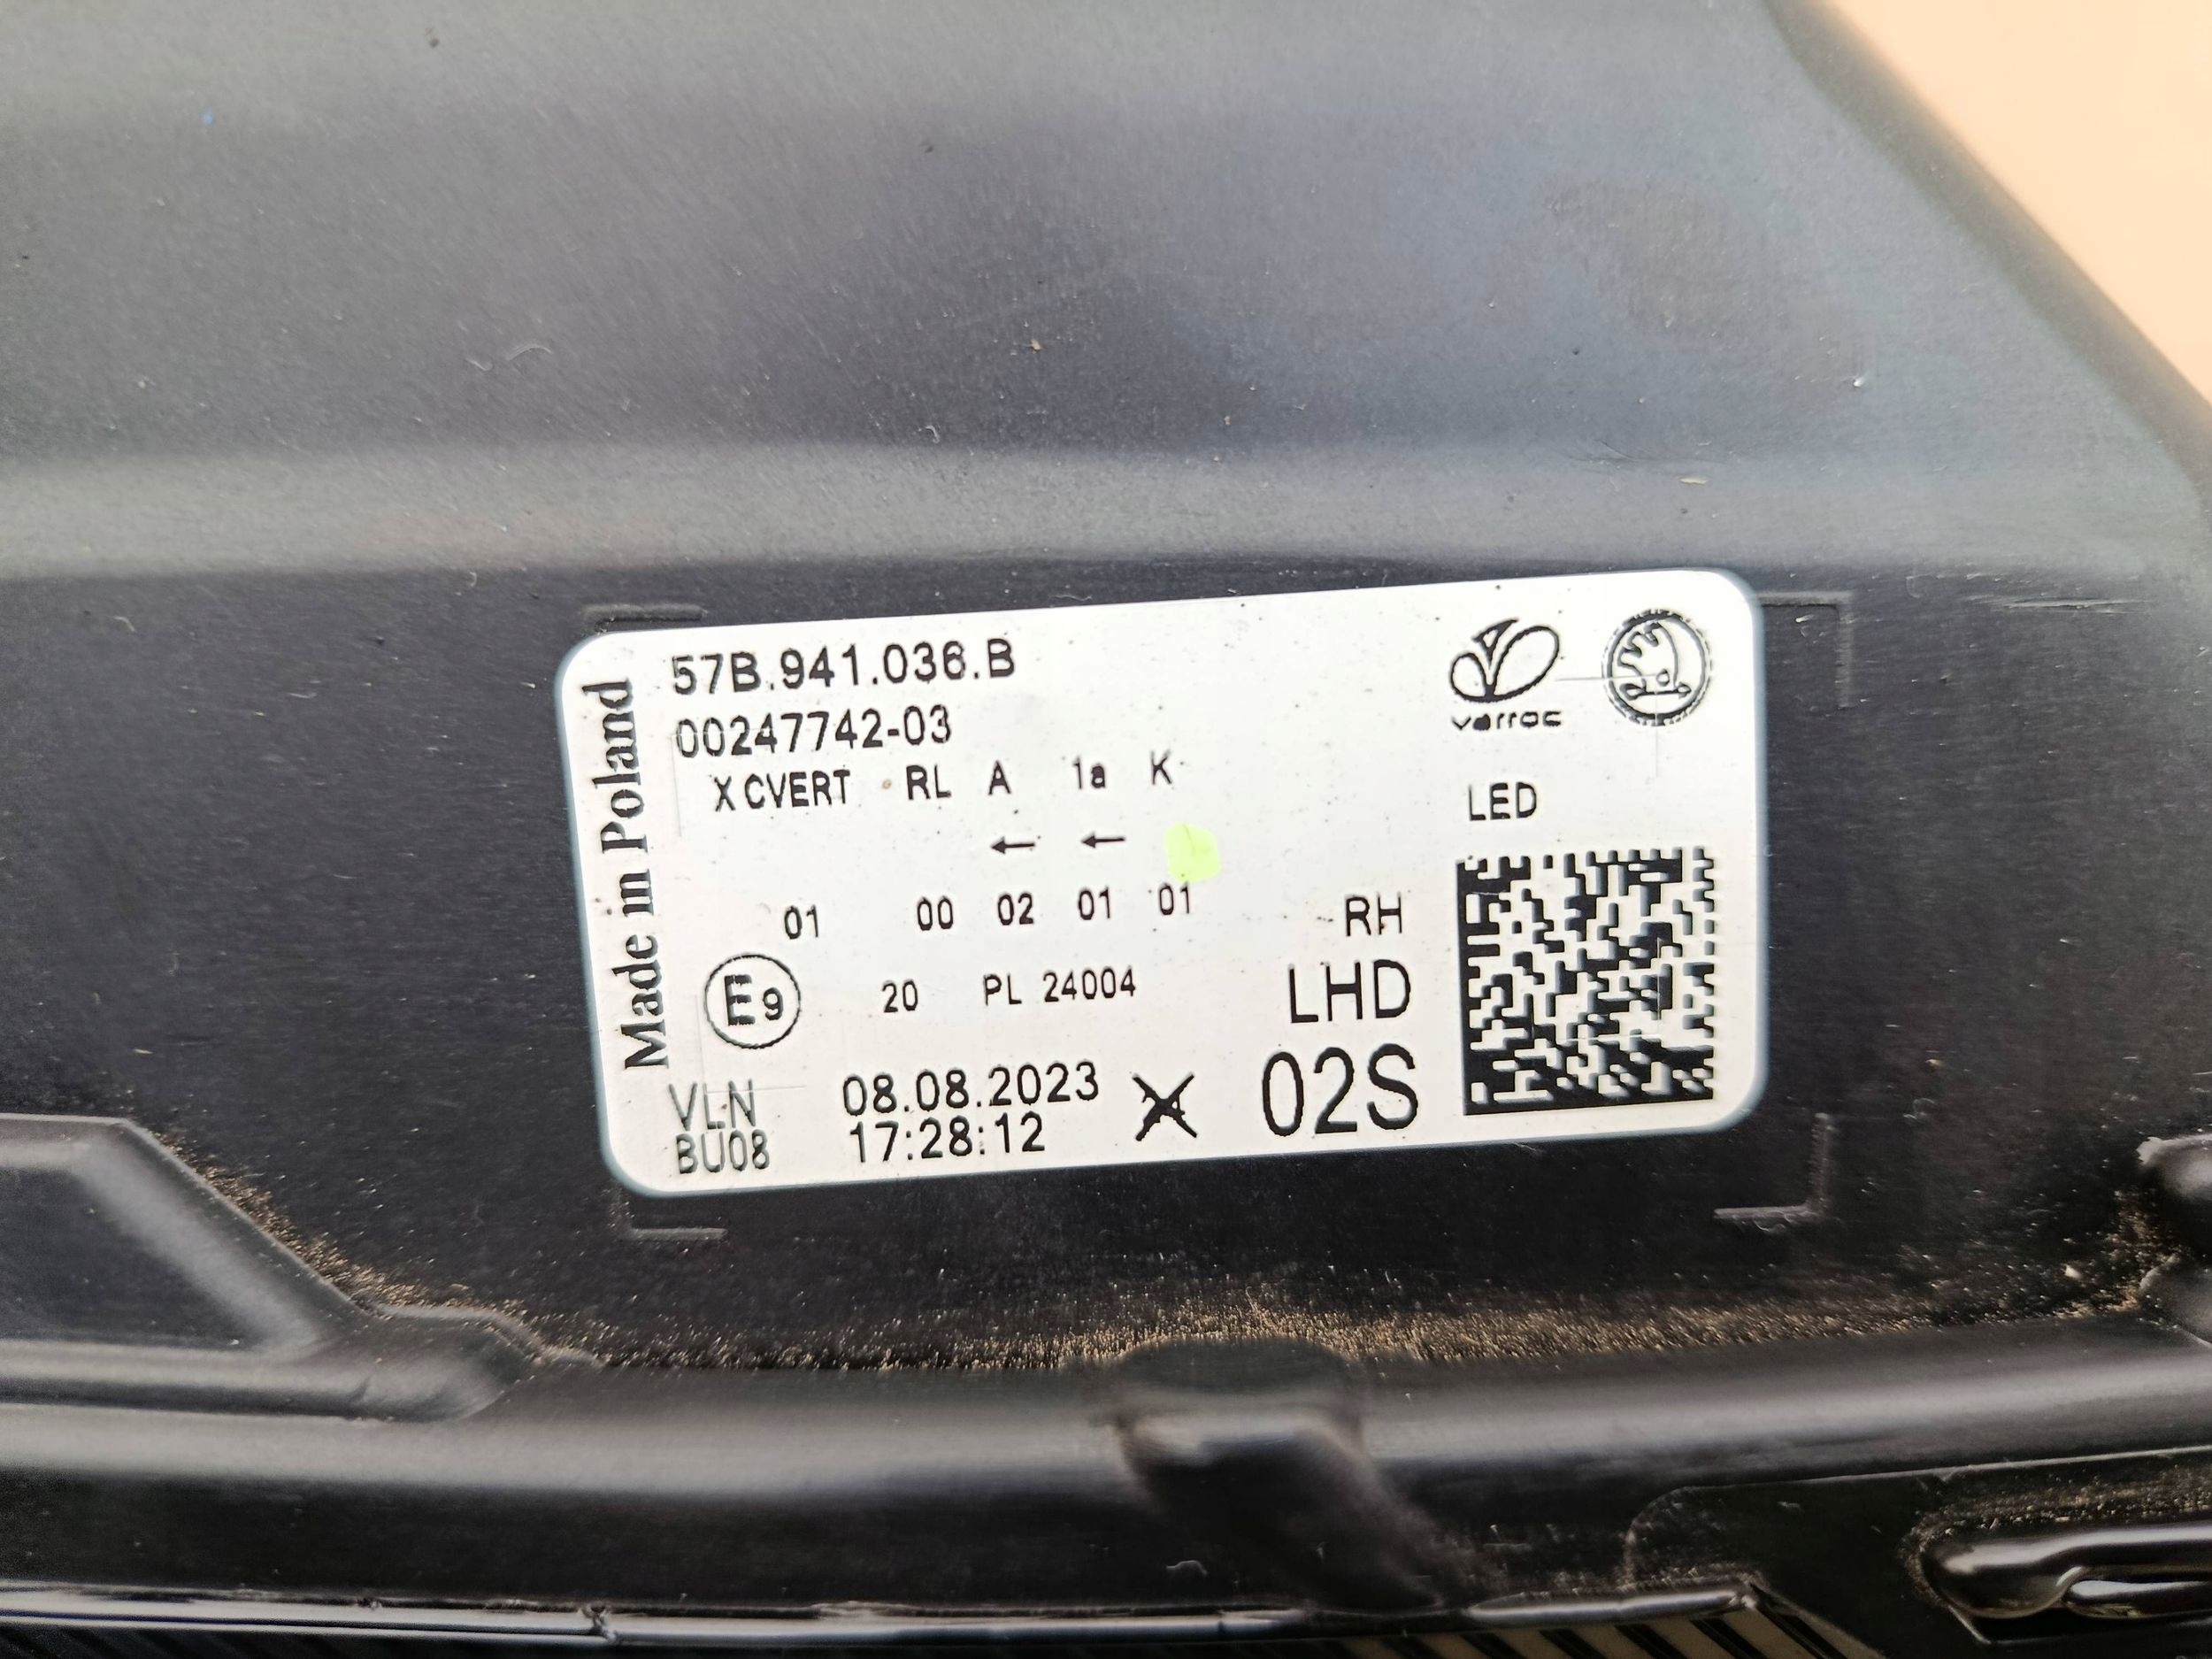 Made in Poland
57B.941.036.B
00247742-03
varroc
X CVERT RL A 1a K
LED
← ←
01 00 02 01 01
RH
E9 20 PL 24004
LHD
VLN 08.08.2023
BU08 17:28:12
02S